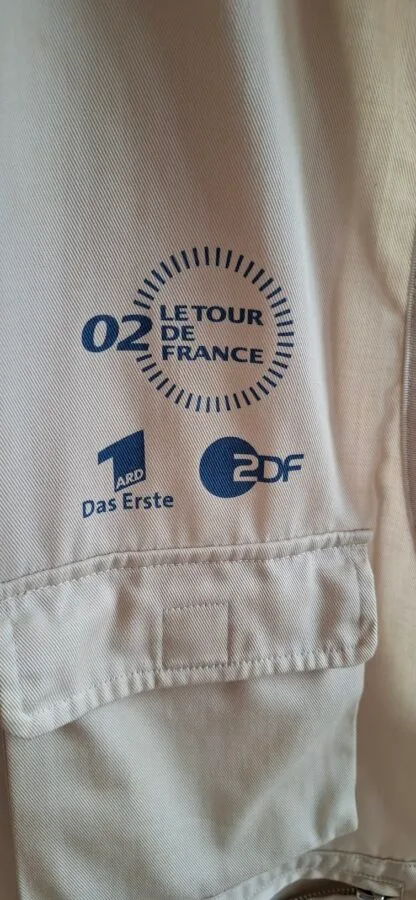 02 LE TOUR
DE
FRANCE
1
ARD
Das Erste
2DF